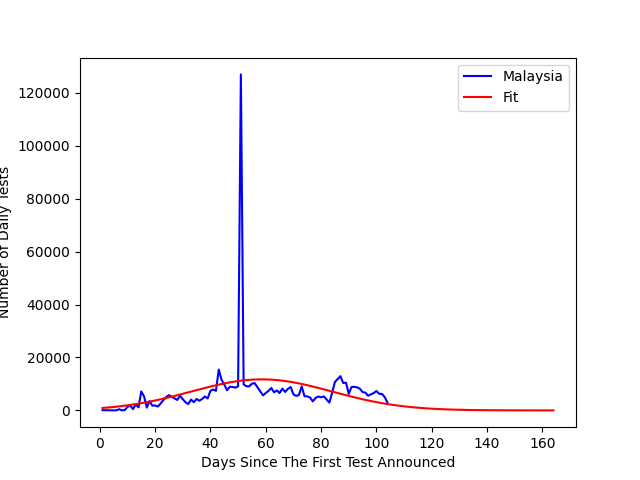 Malaysia
Fit
120000
100000
80000
60000
40000
20000
0
Number of Daily Tests
0 20 40 60 80 100 120 140 160
Days Since The First Test Announced